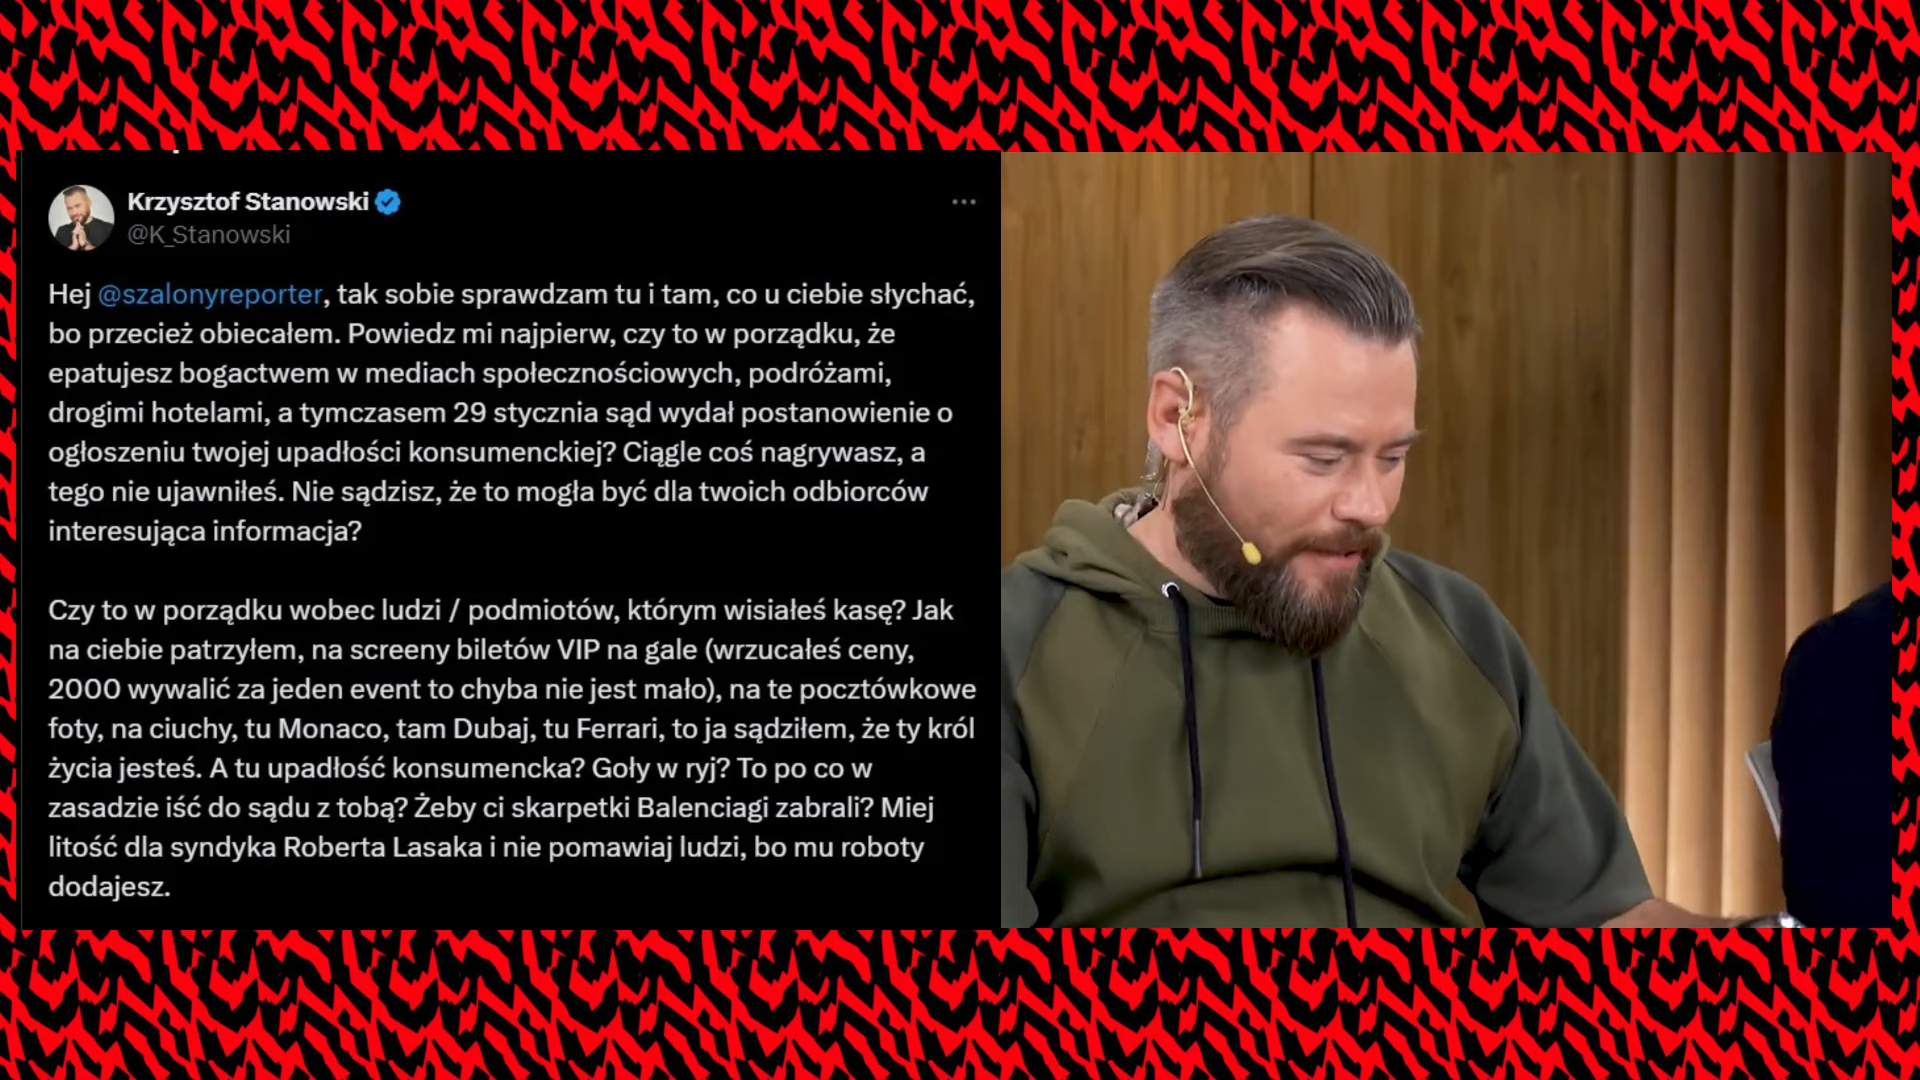 Krzysztof Stanowski
@K_Stanowski
Hej @szalonyreporter, tak sobie sprawdzam tu i tam, co u ciebie słychać,
bo przecież obiecałem. Powiedz mi najpierw, czy to w porządku, że
epatujesz bogactwem w mediach społecznościowych, podróżami,
drogimi hotelami, a tymczasem 29 stycznia sąd wydał postanowienie o
ogłoszeniu twojej upadłości konsumenckiej? Ciągle coś nagrywasz, a
tego nie ujawniłeś. Nie sądzisz, że to mogła być dla twoich odbiorców
interesująca informacja?
Czy to w porządku wobec ludzi / podmiotów, którym wisiałeś kasę? Jak
na ciebie patrzyłem, na screeny biletów VIP na gale (wrzucałeś ceny,
2000 wywalić za jeden event to chyba nie jest mało), na te pocztówkowe
foty, na ciuchy, tu Monaco, tam Dubaj, tu Ferrari, to ja sądziłem, że ty król
życia jesteś. A tu upadłość konsumencka? Goły w ryj? To po co w
zasadzie iść do sądu z tobą? Żeby ci skarpetki Balenciagi zabrali? Miej
litość dla syndyka Roberta Lasaka i nie pomawiaj ludzi, bo mu roboty
dodajesz.